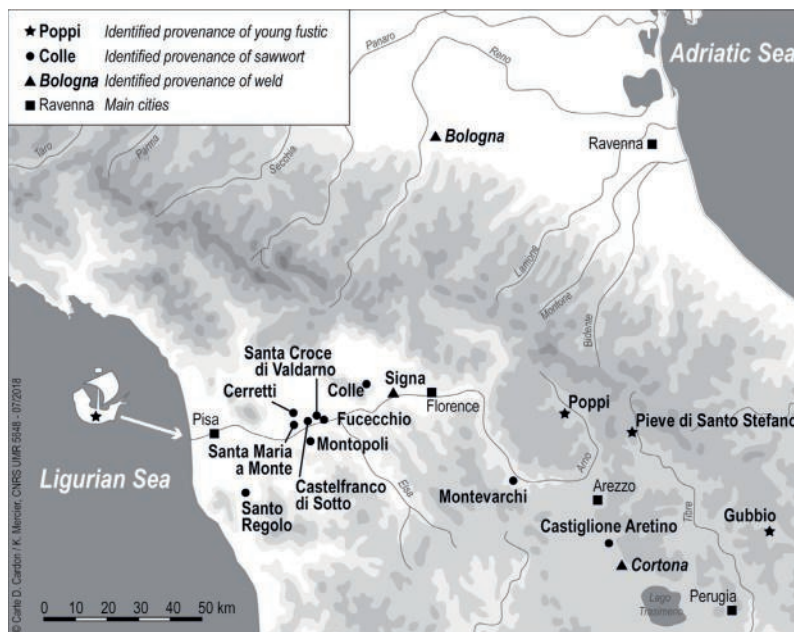 Poppi Identified provenance of young fustic
Colle Identified provenance of sawwort
Bologna Identified provenance of weld
Ravenna Main cities
Panaro
Reno
Adriatic Sea
Taro
Parma
Secchia
Bologna
Ravenna
Lamone
Montone
Bidente
Santa Croce
di Valdarno
Cerretti
Colle
Signa
Florence
Poppi
Pisa
Fucecchio
Pieve di Santo Stefano
Santa Maria
a Monte
Montopoli
Ligurian Sea
Castelfranco
di Sotto
Elsa
Arno
Santo
Regolo
Montevarchi
Arezzo
Tibre
Gubbio
Castiglione Aretino
Cortona
Lago
Trasimeno
Perugia
0 10 20 30 40 50 km
© Carte D. Cardon / K. Mercier, CNRS UMR 5648 - 07/2018